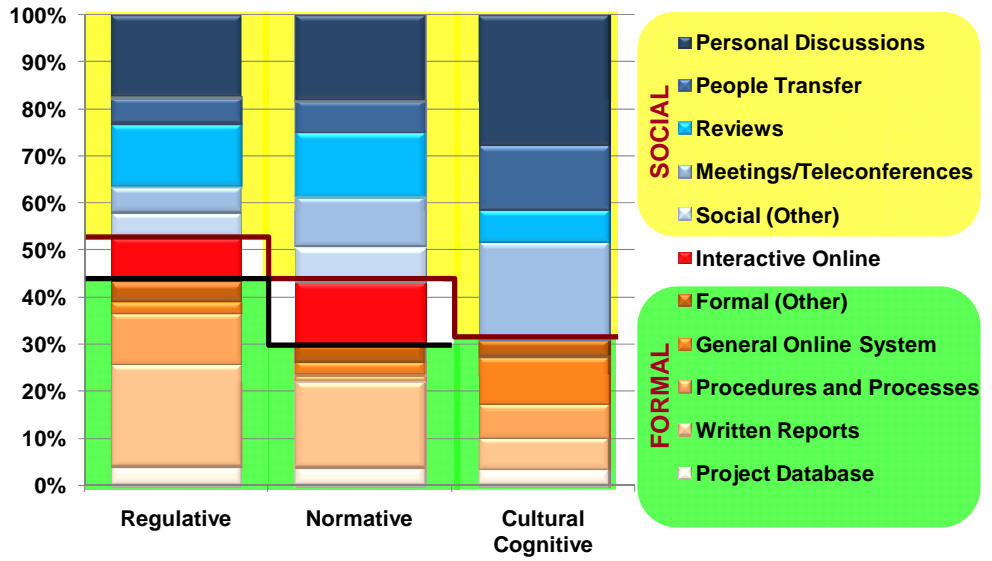 100%
90%
80%
70%
60%
50%
40%
30%
20%
10%
0%
Regulative
Normative
Cultural
Cognitive
SOCIAL
Personal Discussions
People Transfer
Reviews
Meetings/Teleconferences
Social (Other)
Interactive Online
FORMAL
Formal (Other)
General Online System
Procedures and Processes
Written Reports
Project Database